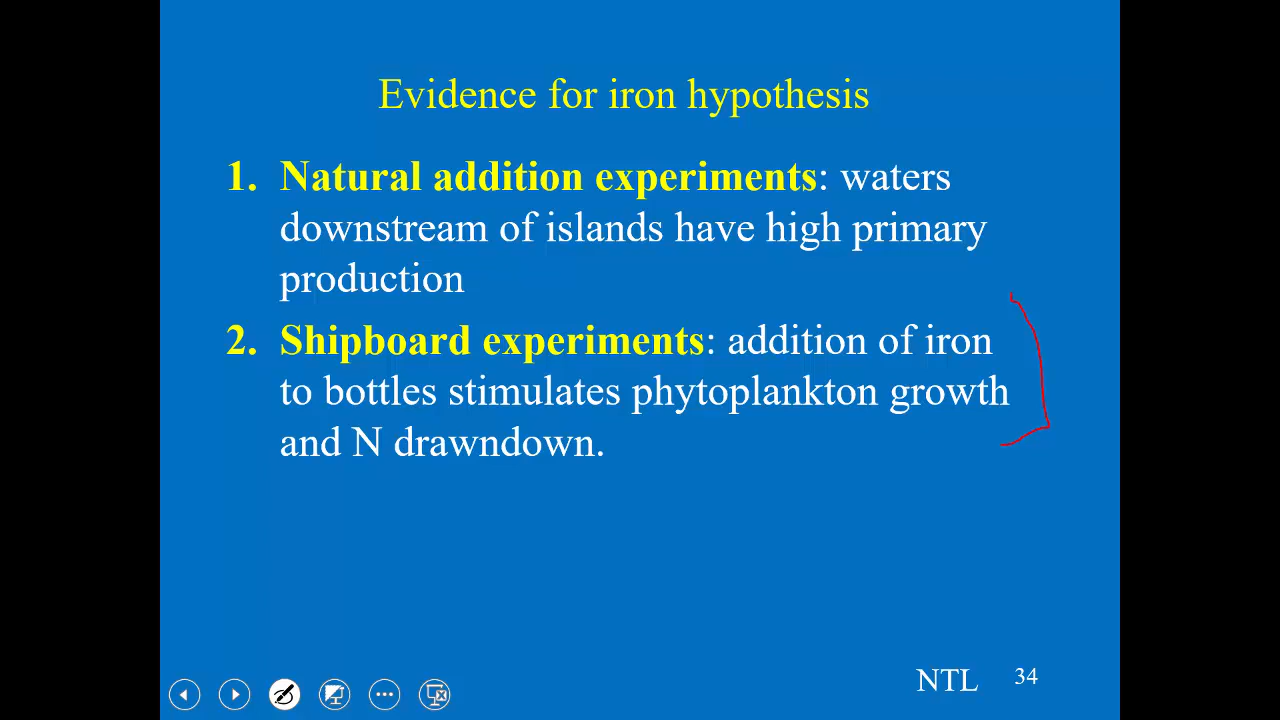 Evidence for iron hypothesis
1. Natural addition experiments: waters
downstream of islands have high primary
production
2. Shipboard experiments: addition of iron
to bottles stimulates phytoplankton growth
and N drawndown.
NTL 34